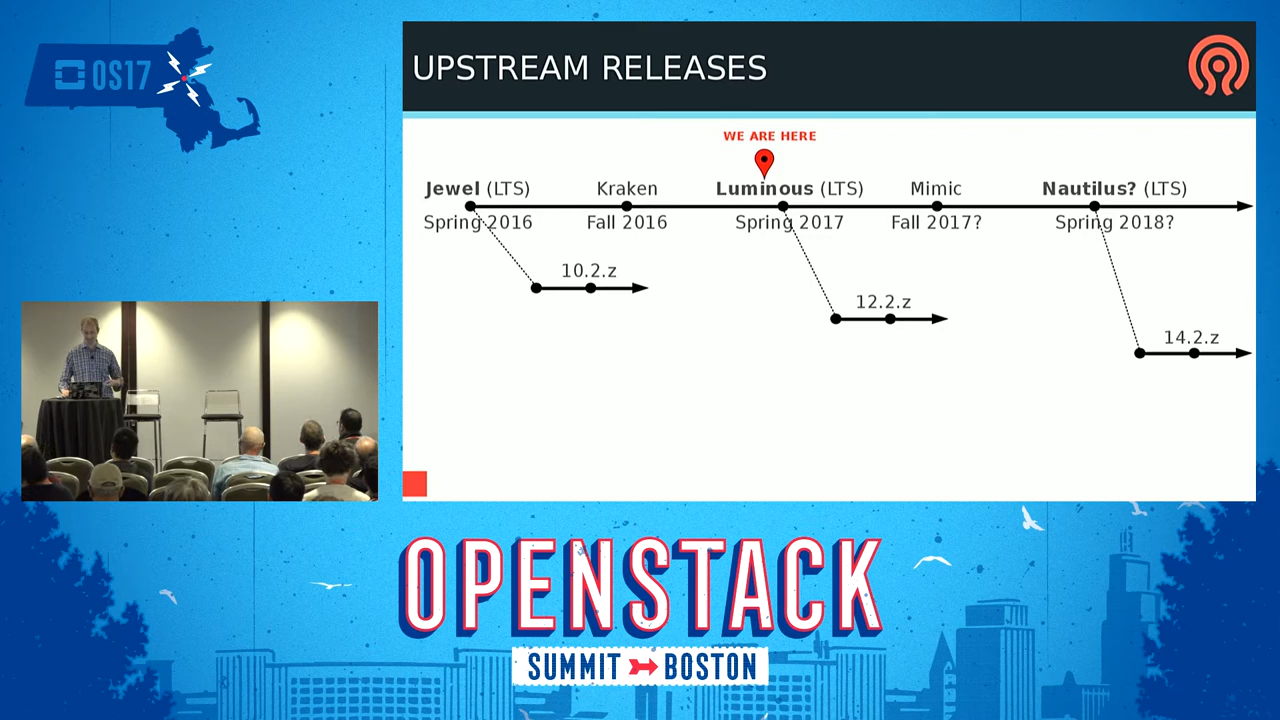 OS17
UPSTREAM RELEASES
WE ARE HERE
Jewel (LTS) Kraken Luminous (LTS) Mimic Nautilus? (LTS)
Spring 2016 Fall 2016 Spring 2017 Fall 2017? Spring 2018?
10.2.z
12.2.z
14.2.z
OPENSTACK
SUMMIT BOSTON